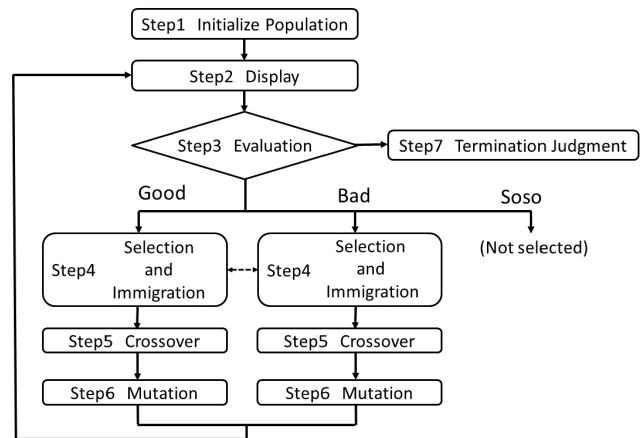 Step1 Initialize Population
Step2 Display
Step3 Evaluation
Step7 Termination Judgment
Good
Bad
Soso
Step4
Selection
and
Immigration
Step4
Selection
and
Immigration
(Not selected)
Step5 Crossover
Step5 Crossover
Step6 Mutation
Step6 Mutation